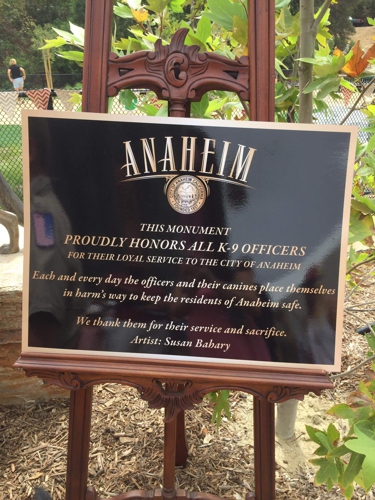 ANAHEIM
THIS MONUMENT
PROUDLY HONORS ALL K-9 OFFICERS
FOR THEIR LOYAL SERVICE TO THE CITY OF ANAHEIM
Each and every day the officers and their canines place themselves
in harm's way to keep the residents of Anaheim safe.
We thank them for their service and sacrifice.
Artist: Susan Bahary